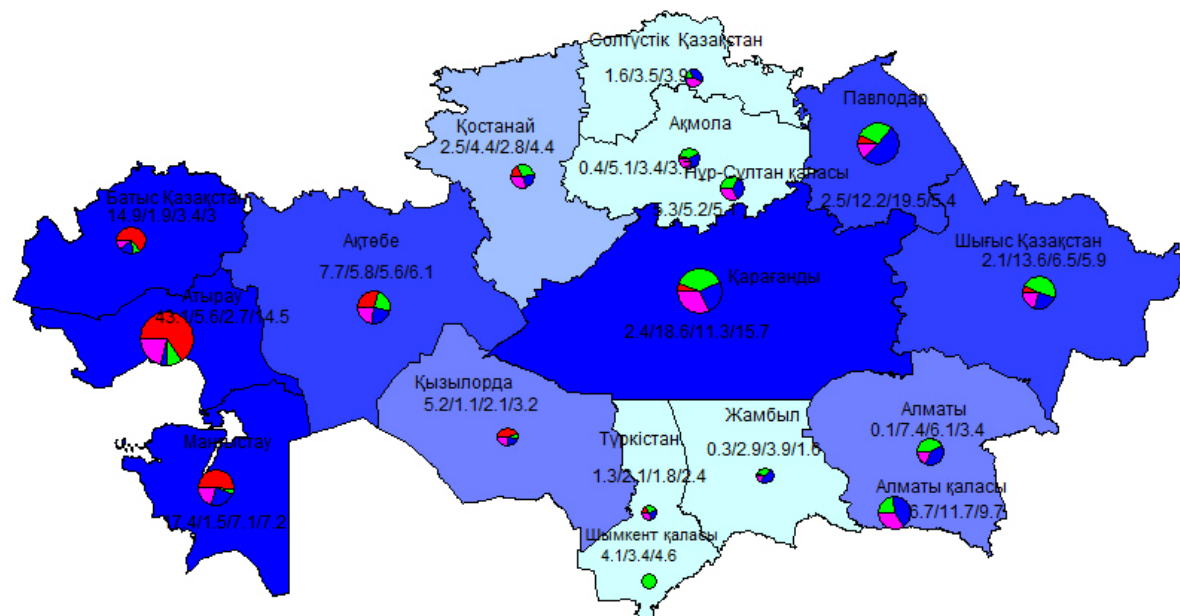 Солтүстік Қазақстан
1.6/3.5/3.9
Павлодар
2.5/12.2/19.5/5.4
Қостанай
2.5/4.4/2.8/4.4
Ақмола
0.4/5.1/3.4/3.
Нұр-Сұлтан қаласы
5.3/5.2/5.1
Батыс Қазақстан
14.9/1.9/3.4/3
Ақтөбе
7.7/5.8/5.6/6.1
Шығыс Қазақстан
2.1/13.6/6.5/5.9
Қарағанды
2.4/18.6/11.3/15.7
Атырау
43.1/5.6/2.7/14.5
Қызылорда
5.2/1.1/2.1/3.2
Маңғыстау
17.4/1.5/7.1/7.2
Түркістан
1.3/2.1/1.8/2.4
Жамбыл
0.3/2.9/3.9/1.6
Алматы
0.1/7.4/6.1/3.4
Алматы қаласы
6.7/11.7/9.7
Шымкент қаласы
4.1/3.4/4.6